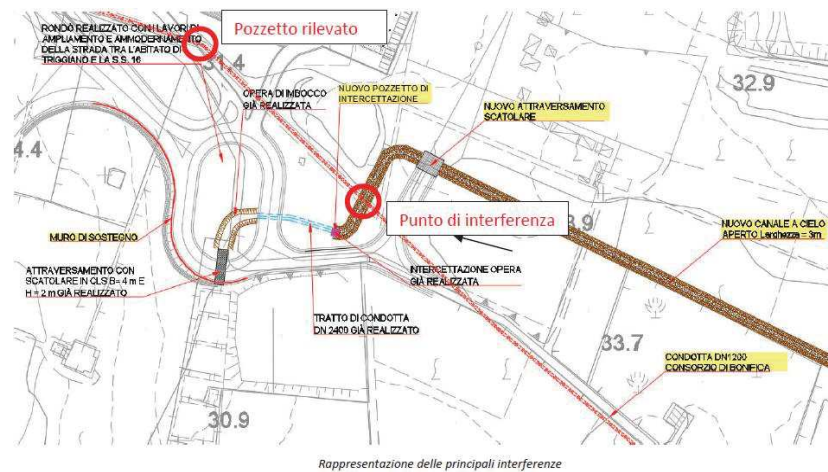 RONDÒ REALIZZATO CON I LAVORI DI
AMPLIAMENTO E AMMODERNAMENTO
DELLA STRADA TRA L'ABITATO DI
TRIGGIANO E LA S.S. 16
Pozzetto rilevato
31.4
OPERA DI IMBOCCO
GIÀ REALIZZATA
NUOVO POZZETTO DI
INTERCETTAZIONE
NUOVO ATTRAVERSAMENTO
SCATOLARE
32.9
4.4
Punto di interferenza
3.9
MURO DI SOSTEGNO
NUOVO CANALE A CIELO
APERTO Larghezza = 3m
ATTRAVERSAMENTO CON
SCATOLARE IN CLS B= 4 m E
H = 2 m GIÀ REALIZZATO
INTERCETTAZIONE OPERA
GIÀ REALIZZATA
TRATTO DI CONDOTTA
DN 2400 GIÀ REALIZZATO
33.7
CONDOTTA DN1200
CONSORZIO DI BONIFICA
30.9
Rappresentazione delle principali interferenze